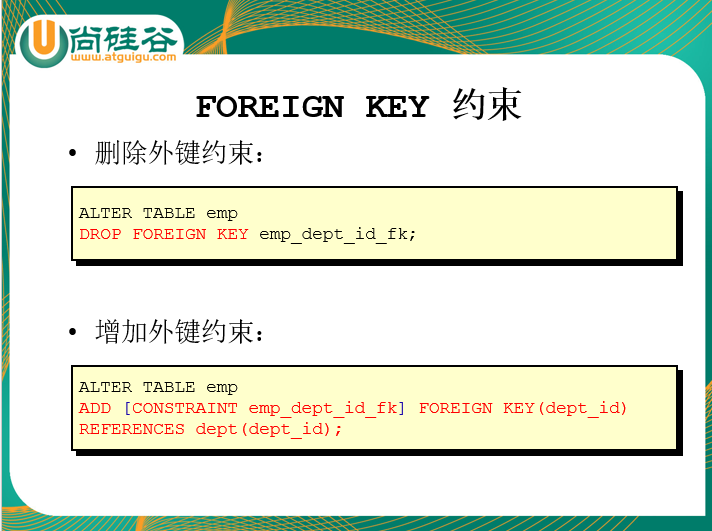 尚硅谷
www.atguigu.com
FOREIGN KEY 约束
• 删除外键约束：
ALTER TABLE emp
DROP FOREIGN KEY emp_dept_id_fk;
• 增加外键约束：
ALTER TABLE emp
ADD [CONSTRAINT emp_dept_id_fk] FOREIGN KEY(dept_id)
REFERENCES dept(dept_id);